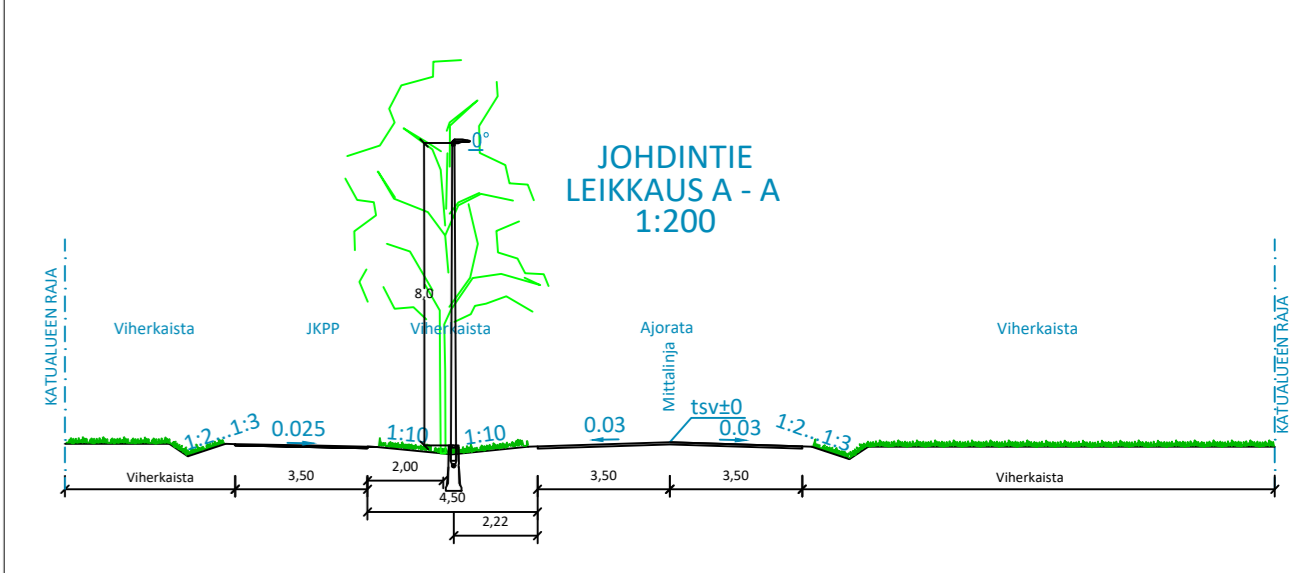 0°
JOHDINTIE
LEIKKAUS A - A
1:200
8,0
KATUALUEEN RAJA
Viherkaista
JKPP
Viherkaista
Ajorata
Mittalinja
Viherkaista
KATUALUEEN RAJA
1:2...1:3
0.025
1:10
1:10
0.03
tsv±0
0.03
1:2...1:3
Viherkaista
3,50
2,00
4,50
2,22
3,50
3,50
Viherkaista